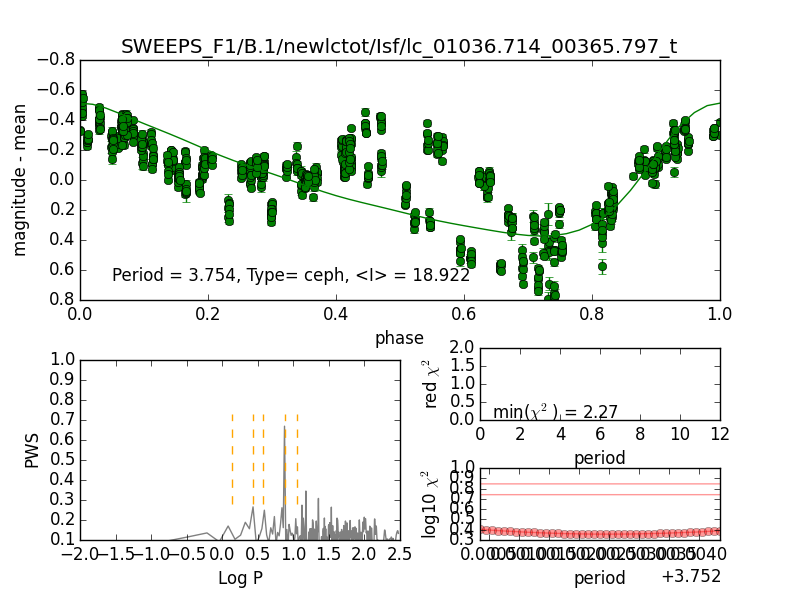 SWEEPS_F1/B.1/newlctot/Isf/lc_01036.714_00365.797_t
−0.8
−0.6
−0.4
−0.2
0.0
0.2
0.4
0.6
0.8
magnitude - mean
Period = 3.754, Type= ceph, <I> = 18.922
0.0 0.2 0.4 0.6 0.8 1.0
phase
1.0
0.9
0.8
0.7
0.6
0.5
0.4
0.3
0.2
0.1
PWS
−2.0 −1.5 −1.0 −0.5 0.0 0.5 1.0 1.5 2.0 2.5
Log P
2.0
1.5
1.0
0.5
0.0
red χ²
min(χ² ) = 2.27
0 2 4 6 8 10 12
period
1.0
0.9
0.8
0.7
0.6
0.5
0.4
0.3
log10 χ²
period
+3.752